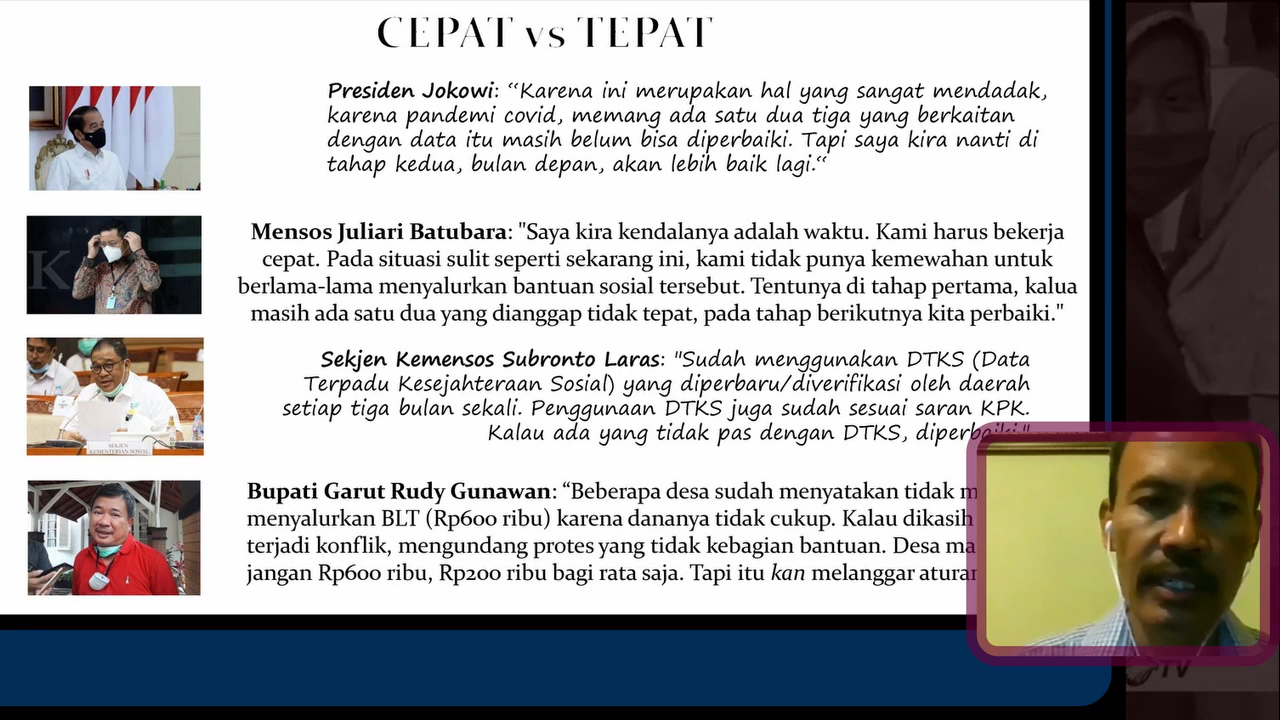 CEPAT vs TEPAT
Presiden Jokowi: “Karena ini merupakan hal yang sangat mendadak,
karena pandemi covid, memang ada satu dua tiga yang berkaitan
dengan data itu masih belum bisa diperbaiki. Tapi saya kira nanti di
tahap kedua, bulan depan, akan lebih baik lagi.“
K
Mensos Juliari Batubara: "Saya kira kendalanya adalah waktu. Kami harus bekerja
cepat. Pada situasi sulit seperti sekarang ini, kami tidak punya kemewahan untuk
berlama-lama menyalurkan bantuan sosial tersebut. Tentunya di tahap pertama, kalua
masih ada satu dua yang dianggap tidak tepat, pada tahap berikutnya kita perbaiki."
Sekjen Kemensos Subronto Laras: "Sudah menggunakan DTKS (Data
Terpadu Kesejahteraan Sosial) yang diperbaru/diverifikasi oleh daerah
setiap tiga bulan sekali. Penggunaan DTKS juga sudah sesuai saran KPK.
Kalau ada yang tidak pas dengan DTKS, diperbaiki."
SEKJEN
KEMENTERIAN SOSIAL
Bupati Garut Rudy Gunawan: “Beberapa desa sudah menyatakan tidak m
menyalurkan BLT (Rp600 ribu) karena dananya tidak cukup. Kalau dikasih
terjadi konflik, mengundang protes yang tidak kebagian bantuan. Desa ma
jangan Rp600 ribu, Rp200 ribu bagi rata saja. Tapi itu kan melanggar aturan
TV